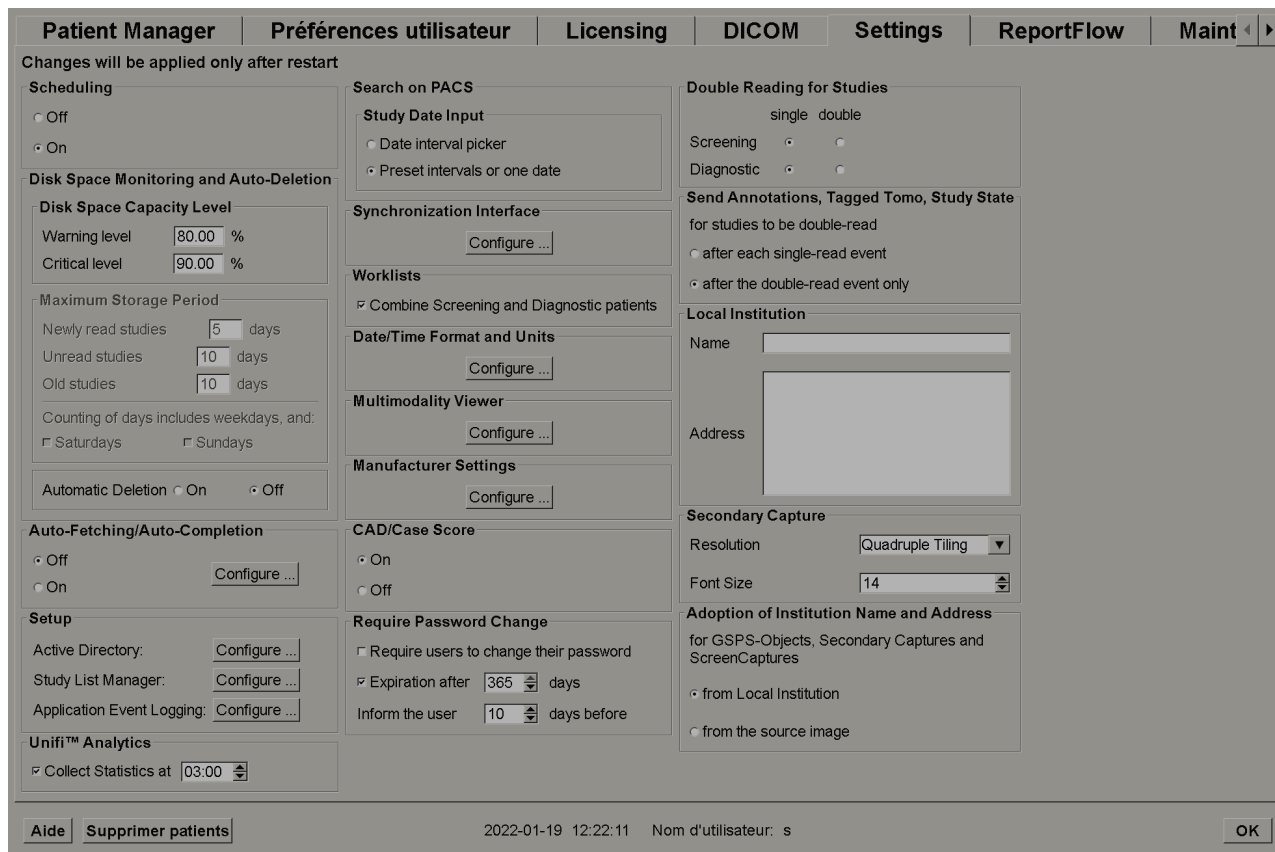 Patient Manager Préférences utilisateur Licensing DICOM Settings ReportFlow Maint
Changes will be applied only after restart
Scheduling
Off
On
Disk Space Monitoring and Auto-Deletion
Disk Space Capacity Level
Warning level 80.00 %
Critical level 90.00 %
Maximum Storage Period
Newly read studies 5 days
Unread studies 10 days
Old studies 10 days
Counting of days includes weekdays, and:
Saturdays Sundays
Automatic Deletion On Off
Auto-Fetching/Auto-Completion
Off
Configure ...
On
Setup
Active Directory: Configure ...
Study List Manager: Configure ...
Application Event Logging: Configure ...
Unifi™ Analytics
Collect Statistics at 03:00
Search on PACS
Study Date Input
Date interval picker
Preset intervals or one date
Synchronization Interface
Configure ...
Worklists
Combine Screening and Diagnostic patients
Date/Time Format and Units
Configure ...
Multimodality Viewer
Configure ...
Manufacturer Settings
Configure ...
CAD/Case Score
On
Off
Require Password Change
Require users to change their password
Expiration after 365 days
Inform the user 10 days before
Double Reading for Studies
single double
Screening
Diagnostic
Send Annotations, Tagged Tomo, Study State
for studies to be double-read
after each single-read event
after the double-read event only
Local Institution
Name
Address
Secondary Capture
Resolution Quadruple Tiling
Font Size 14
Adoption of Institution Name and Address
for GSPS-Objects, Secondary Captures and
ScreenCaptures
from Local Institution
from the source image
Aide Supprimer patients 2022-01-19 12:22:11 Nom d'utilisateur: s OK